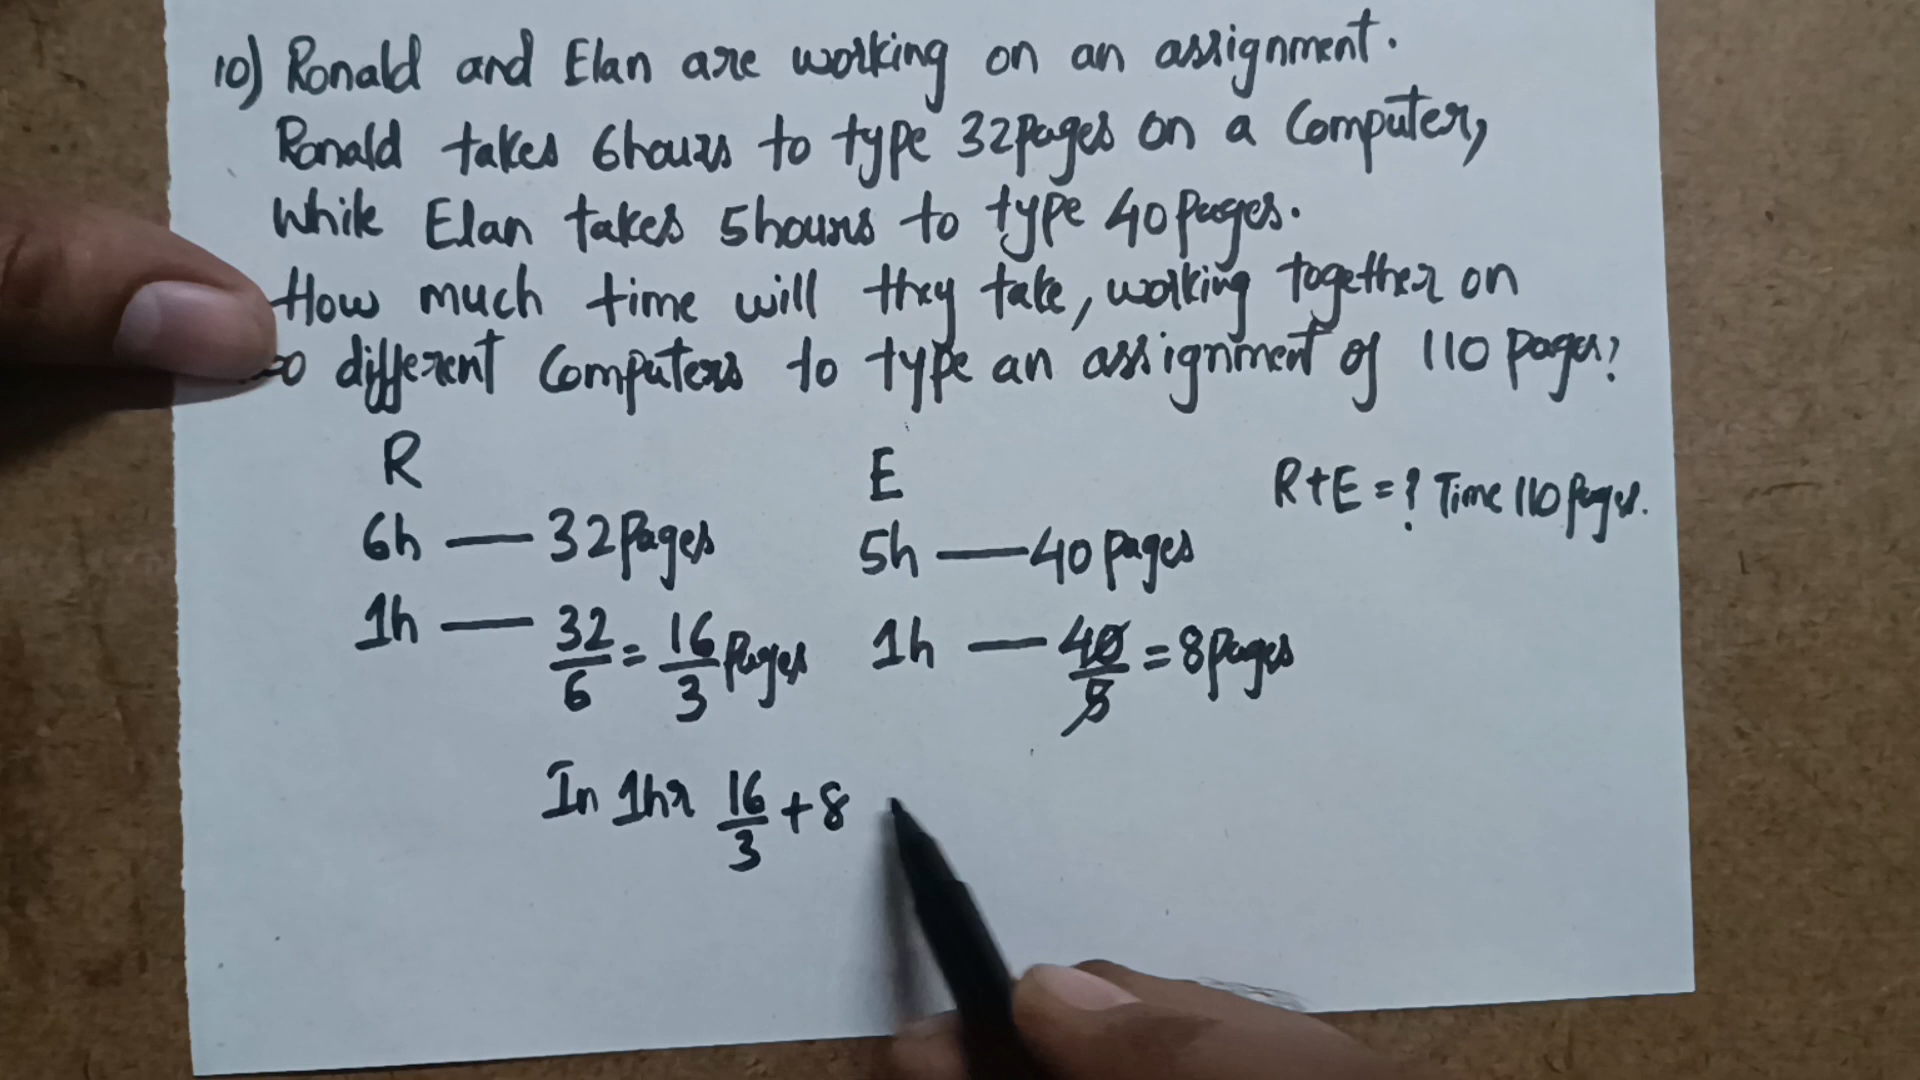 10) Ronald and Elan are working on an assignment.
Ronald takes 6hours to type 32pages on a Computer,
While Elan takes 5hours to type 40pages.
How much time will they take, working together on
different Computers to type an assignment of 110 pages?
R E R+E = ? Time 110 pages.
6h — 32Pages 5h — 40 pages
1h — 32/6 = 16/3 Pages 1h — 40/5 = 8pages
In 1hr 16/3 + 8